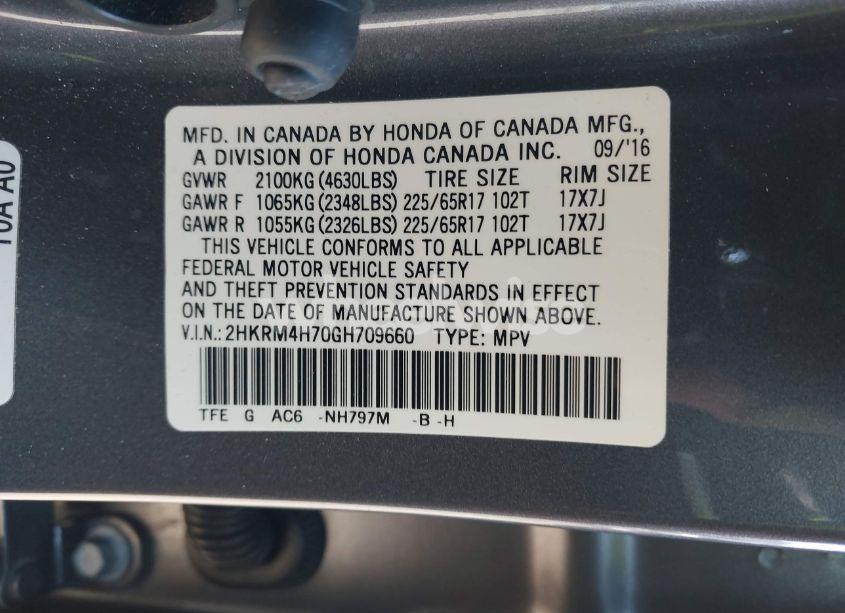 MFD. IN CANADA BY HONDA OF CANADA MFG.,
A DIVISION OF HONDA CANADA INC. 09/'16
GVWR 2100KG(4630LBS) TIRE SIZE RIM SIZE
GAWR F 1065KG(2348LBS) 225/65R17 102T 17X7J
GAWR R 1055KG(2326LBS) 225/65R17 102T 17X7J
THIS VEHICLE CONFORMS TO ALL APPLICABLE
FEDERAL MOTOR VEHICLE SAFETY
AND THEFT PREVENTION STANDARDS IN EFFECT
ON THE DATE OF MANUFACTURE SHOWN ABOVE.
V.I.N.: 2HKRM4H70GH709660 TYPE: MPV
TFE G AC6 -NH797M -B -H